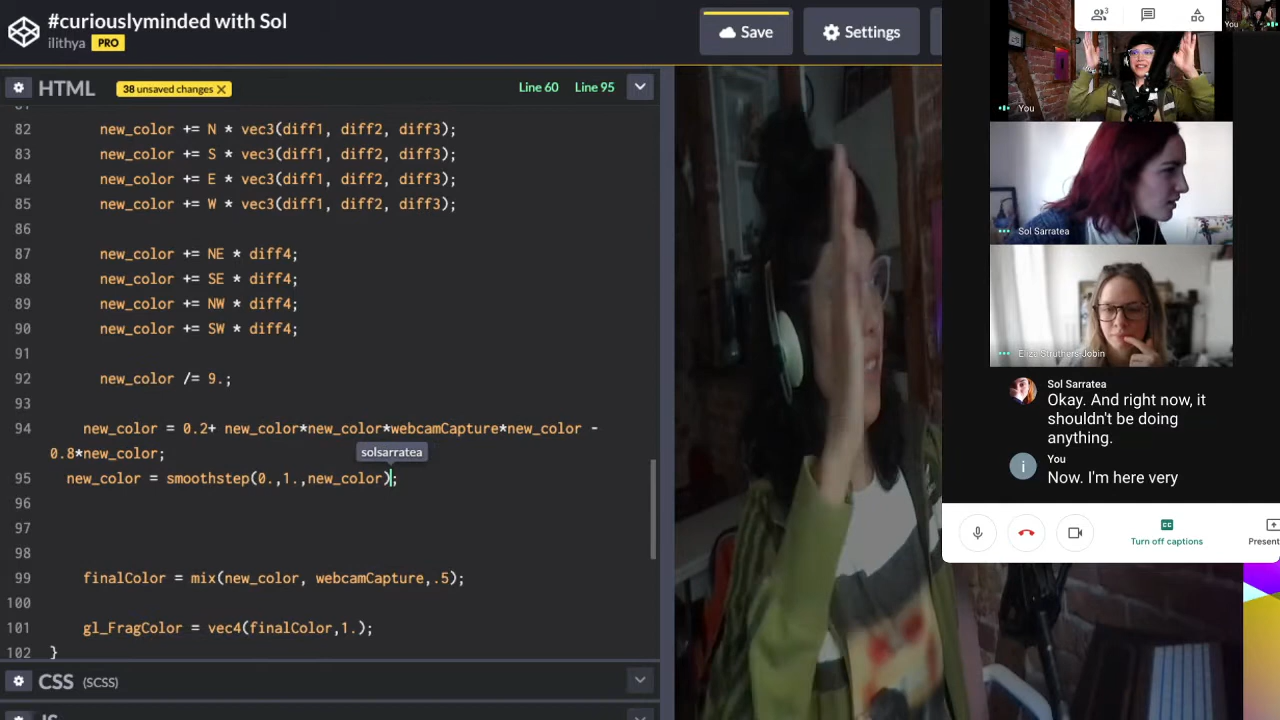 #curiouslyminded with Sol
ilithya PRO
Save
Settings
HTML
38 unsaved changes X
Line 60
Line 95
81
82 new_color += N * vec3(diff1, diff2, diff3);
83 new_color += S * vec3(diff1, diff2, diff3);
84 new_color += E * vec3(diff1, diff2, diff3);
85 new_color += W * vec3(diff1, diff2, diff3);
86
87 new_color += NE * diff4;
88 new_color += SE * diff4;
89 new_color += NW * diff4;
90 new_color += SW * diff4;
91
92 new_color /= 9.;
93
94 new_color = 0.2+ new_color*new_color*webcamCapture*new_color -
0.8*new_color;
solsarratea
95 new_color = smoothstep(0.,1.,new_color);
96
97
98
99 finalColor = mix(new_color, webcamCapture,.5);
100
101 gl_FragColor = vec4(finalColor,1.);
102 }
CSS (SCSS)
JS
You
You
Sol Sarratea
Eliza Struthers-Jobin
Sol Sarratea
Okay. And right now, it
shouldn't be doing
anything.
i
You
Now. I'm here very
Turn off captions
Present